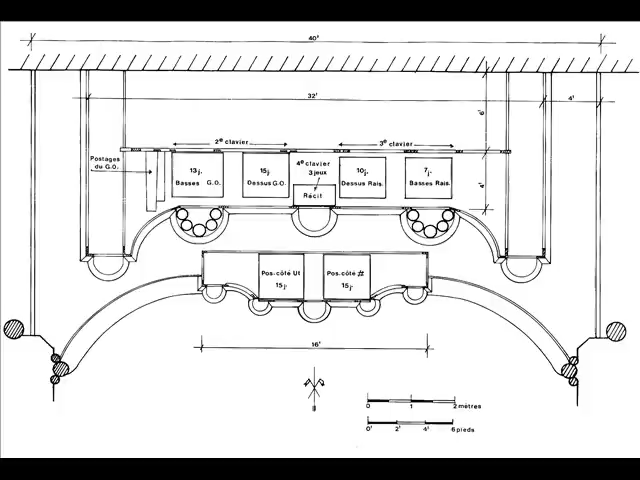 40'
32'
4'
6'
2e clavier
3e clavier
Postages
du G.O.
13j.
Basses G.O.
15j.
Dessus G.O.
4e clavier
3 jeux
Récit
10j.
Dessus Rais.
7j.
Basses Rais.
4'
Pos.côté Ut
15j.
Pos.côté #
15j.
16'
0 1 2 mètres
0' 2' 4' 6 pieds